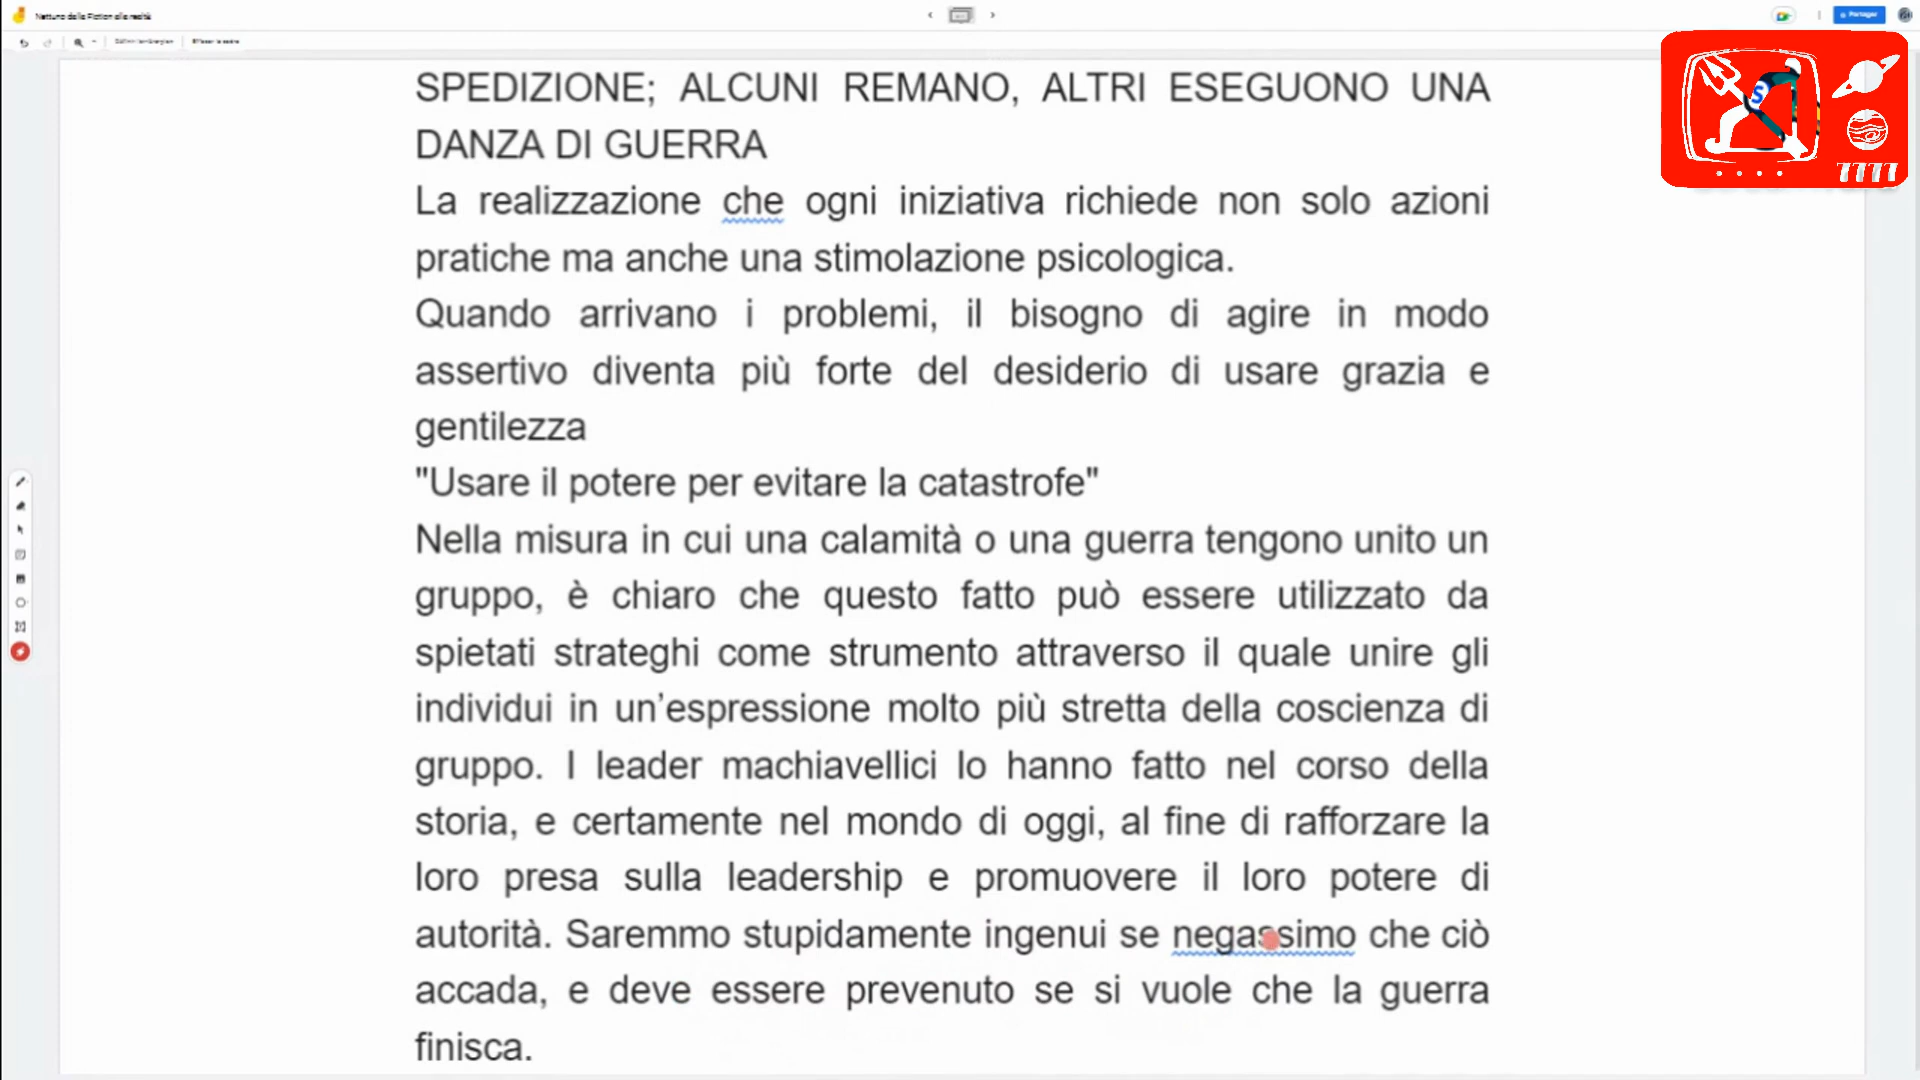 Nettuno dalla Fiction alla realtà
Partager
SPEDIZIONE; ALCUNI REMANO, ALTRI ESEGUONO UNA
DANZA DI GUERRA
La realizzazione che ogni iniziativa richiede non solo azioni
pratiche ma anche una stimolazione psicologica.
Quando arrivano i problemi, il bisogno di agire in modo
assertivo diventa più forte del desiderio di usare grazia e
gentilezza
"Usare il potere per evitare la catastrofe"
Nella misura in cui una calamità o una guerra tengono unito un
gruppo, è chiaro che questo fatto può essere utilizzato da
spietati strateghi come strumento attraverso il quale unire gli
individui in un’espressione molto più stretta della coscienza di
gruppo. I leader machiavellici lo hanno fatto nel corso della
storia, e certamente nel mondo di oggi, al fine di rafforzare la
loro presa sulla leadership e promuovere il loro potere di
autorità. Saremmo stupidamente ingenui se negassimo che ciò
accada, e deve essere prevenuto se si vuole che la guerra
finisca.